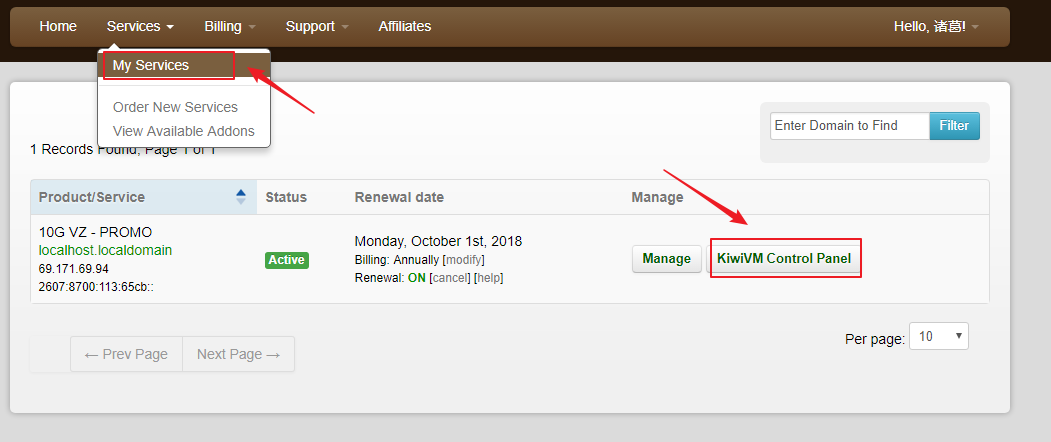 Home Services Billing Support Affiliates Hello, 诸葛!
My Services
Order New Services
View Available Addons
1 Records Found, Page 1 of 1
Enter Domain to Find Filter
Product/Service Status Renewal date Manage
10G VZ - PROMO
localhost.localdomain
69.171.69.94
2607:8700:113:65cb::
Active
Monday, October 1st, 2018
Billing: Annually [modify]
Renewal: ON [cancel] [help]
Manage KiwiVM Control Panel
Per page: 10
← Prev Page Next Page →